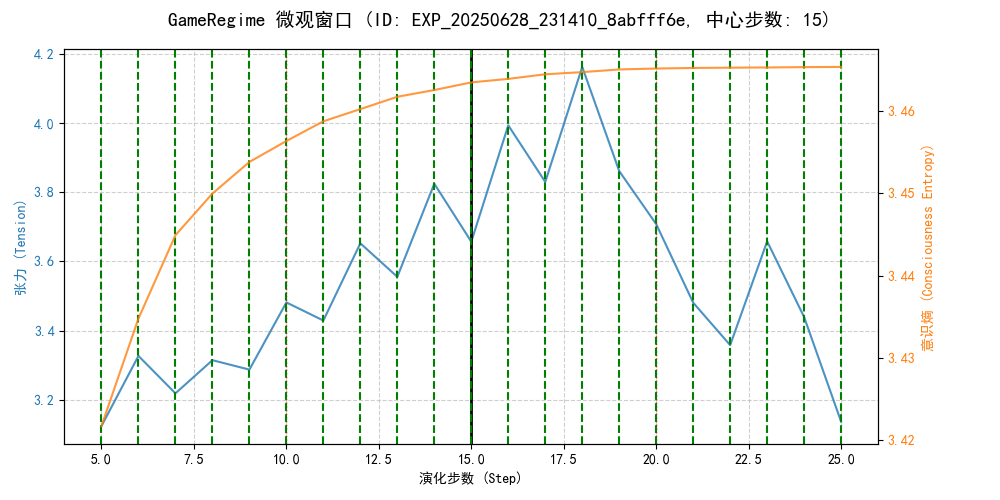 GameRegime 微观窗口 (ID: EXP_20250628_231410_8abfff6e, 中心步数: 15)
张力 (Tension)
4.2
4.0
3.8
3.6
3.4
3.2
3.46
3.45
3.44
3.43
3.42
意识熵 (Consciousness Entropy)
5.0 7.5 10.0 12.5 15.0 17.5 20.0 22.5 25.0
演化步数 (Step)